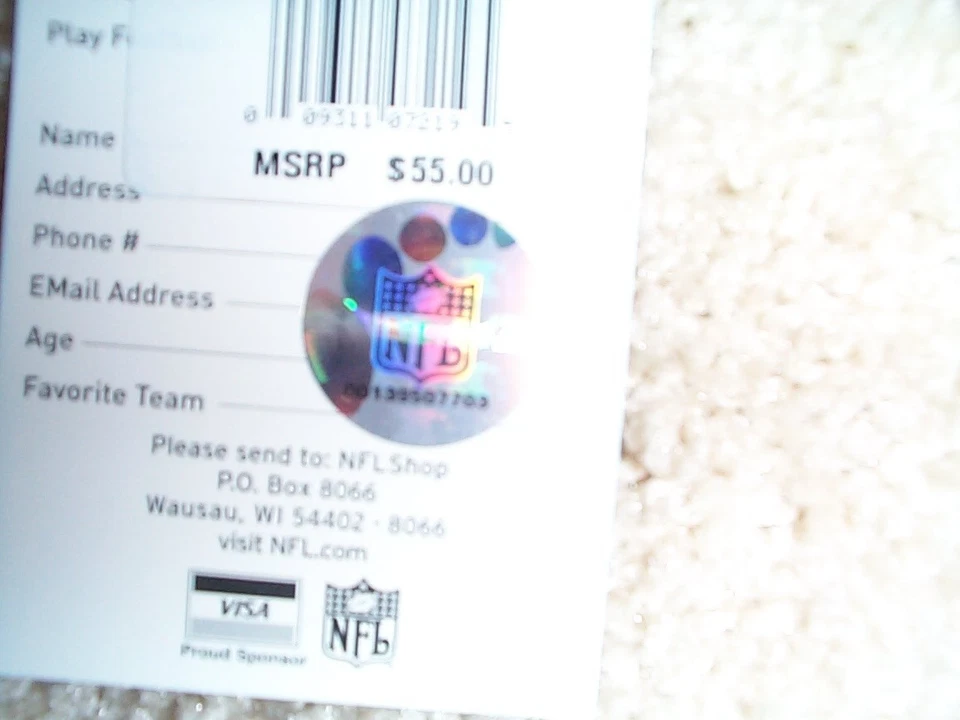 Play
0 09311 07219
MSRP $55.00
Name
Address
Phone #
EMail Address
NFL
Age
00139507703
Favorite Team
Please send to: NFLShop
P.O. Box 8066
Wausau, WI 54402 - 8066
visit NFL.com
VISA
NFL
Proud Sponsor